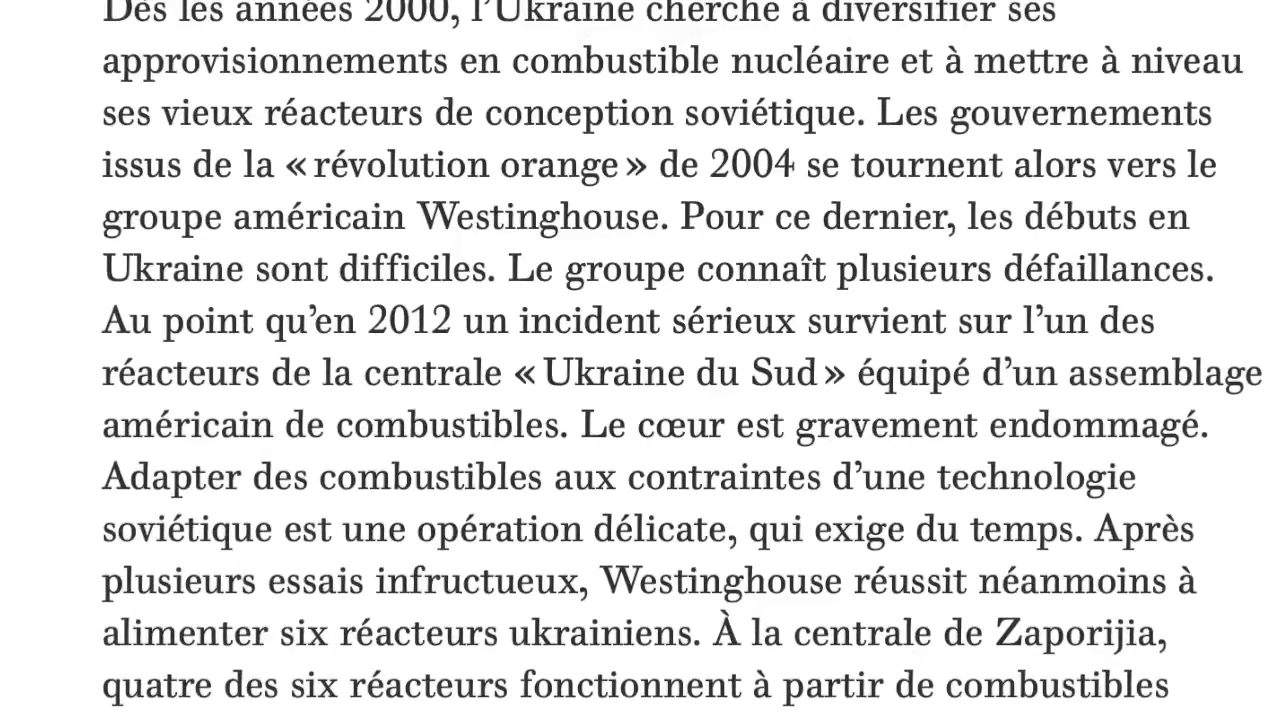 Dès les années 2000, l’Ukraine cherche à diversifier ses
approvisionnements en combustible nucléaire et à mettre à niveau
ses vieux réacteurs de conception soviétique. Les gouvernements
issus de la « révolution orange » de 2004 se tournent alors vers le
groupe américain Westinghouse. Pour ce dernier, les débuts en
Ukraine sont difficiles. Le groupe connaît plusieurs défaillances.
Au point qu’en 2012 un incident sérieux survient sur l’un des
réacteurs de la centrale « Ukraine du Sud » équipé d’un assemblage
américain de combustibles. Le cœur est gravement endommagé.
Adapter des combustibles aux contraintes d’une technologie
soviétique est une opération délicate, qui exige du temps. Après
plusieurs essais infructueux, Westinghouse réussit néanmoins à
alimenter six réacteurs ukrainiens. À la centrale de Zaporijia,
quatre des six réacteurs fonctionnent à partir de combustibles